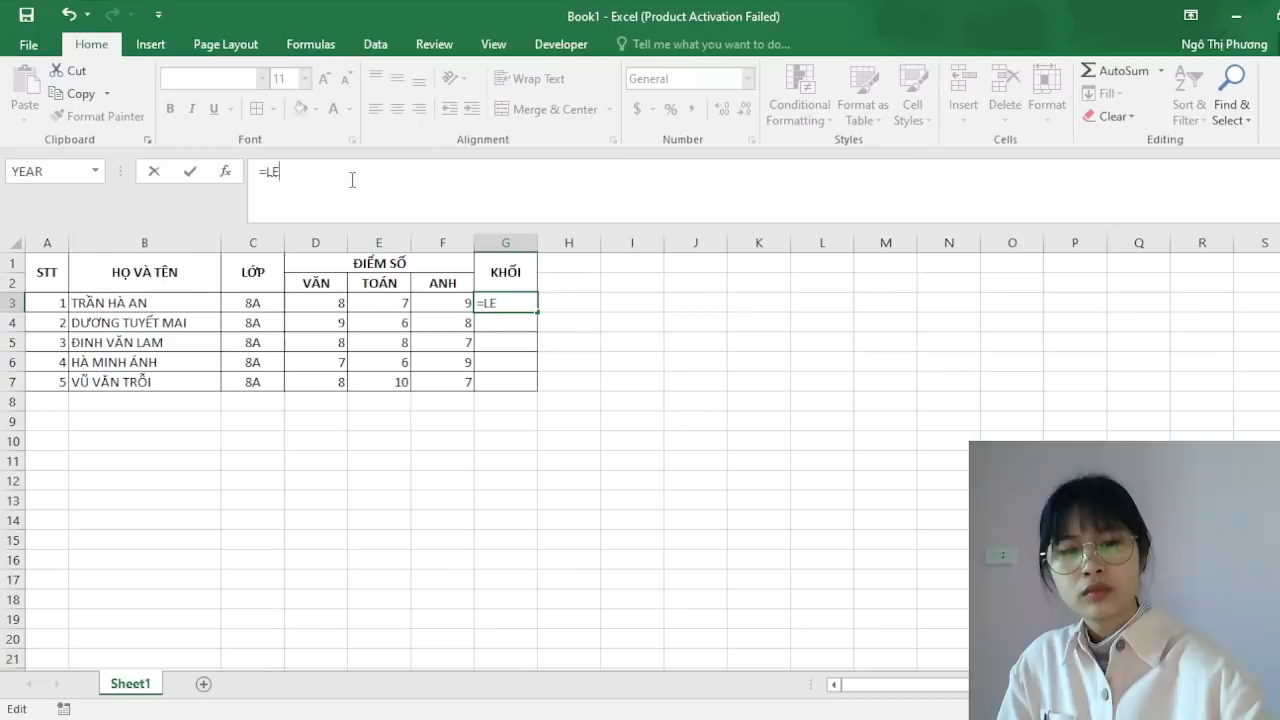 Book1 - Excel (Product Activation Failed)
File Home Insert Page Layout Formulas Data Review View Developer Tell me what you want to do... Ngô Thị Phương
Paste
Cut
Copy
Format Painter
Clipboard
11 A A
B I U A
Font
Wrap Text
Merge & Center
Alignment
General
$ % ,
Number
Conditional Formatting
Format as Table
Cell Styles
Styles
Insert Delete Format
Cells
AutoSum
Fill
Clear
Sort & Filter
Find & Select
Editing
YEAR fx =LE
A B C D E F G H I J K L M N O P Q R S
1 STT HỌ VÀ TÊN LỚP ĐIỂM SỐ KHỐI
2 VĂN TOÁN ANH
3 1 TRẦN HÀ AN 8A 8 7 9 =LE
4 2 DƯƠNG TUYẾT MAI 8A 9 6 8
5 3 ĐINH VĂN LAM 8A 8 8 7
6 4 HÀ MINH ÁNH 8A 7 6 9
7 5 VŨ VĂN TRỖI 8A 8 10 7
8
9
10
11
12
13
14
15
16
17
18
19
20
21
Sheet1
Edit